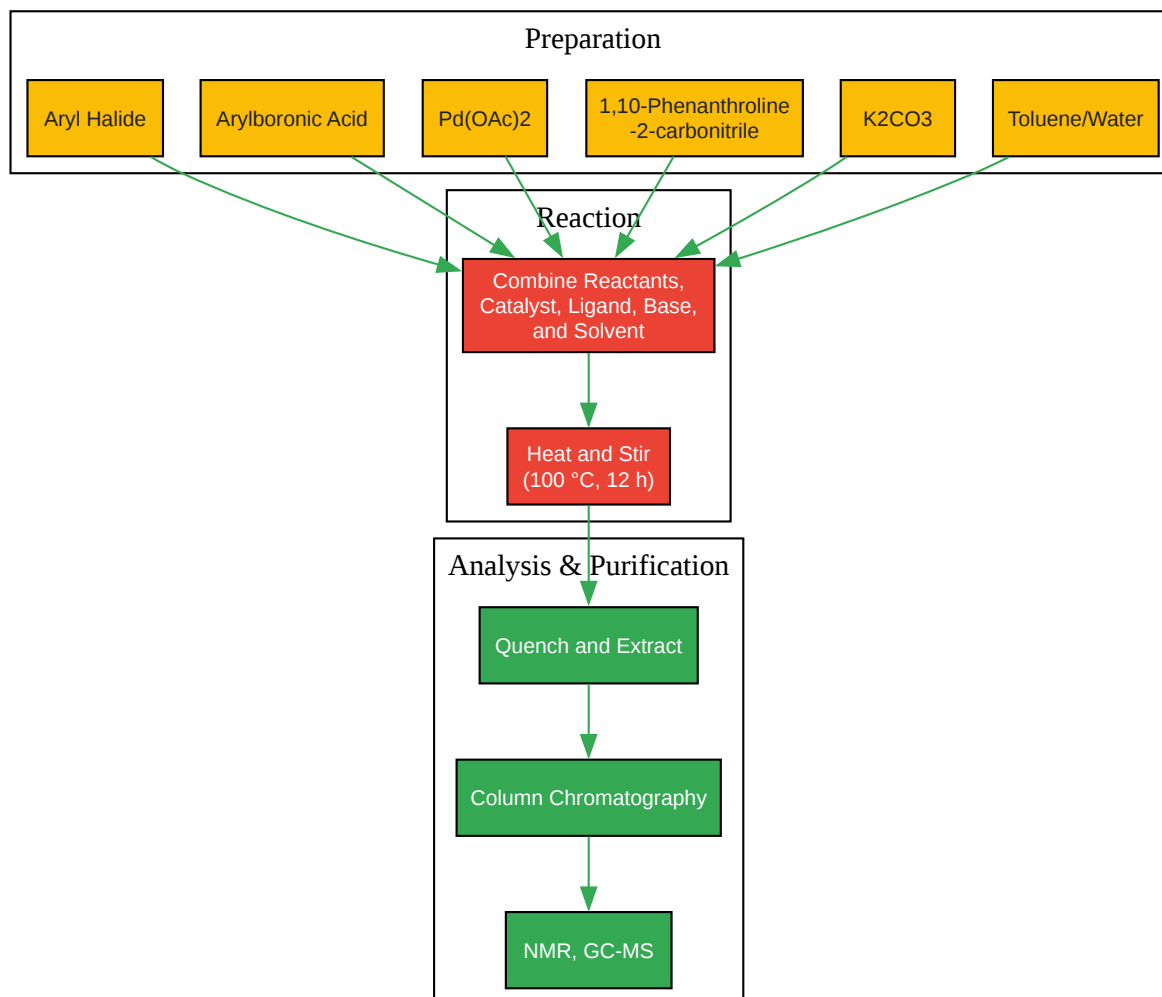 Preparation
Aryl Halide
Arylboronic Acid
Pd(OAc)2
1,10-Phenanthroline
-2-carbonitrile
K2CO3
Toluene/Water
Reaction
Combine Reactants,
Catalyst, Ligand, Base,
and Solvent
Heat and Stir
(100 °C, 12 h)
Analysis & Purification
Quench and Extract
Column Chromatography
NMR, GC-MS